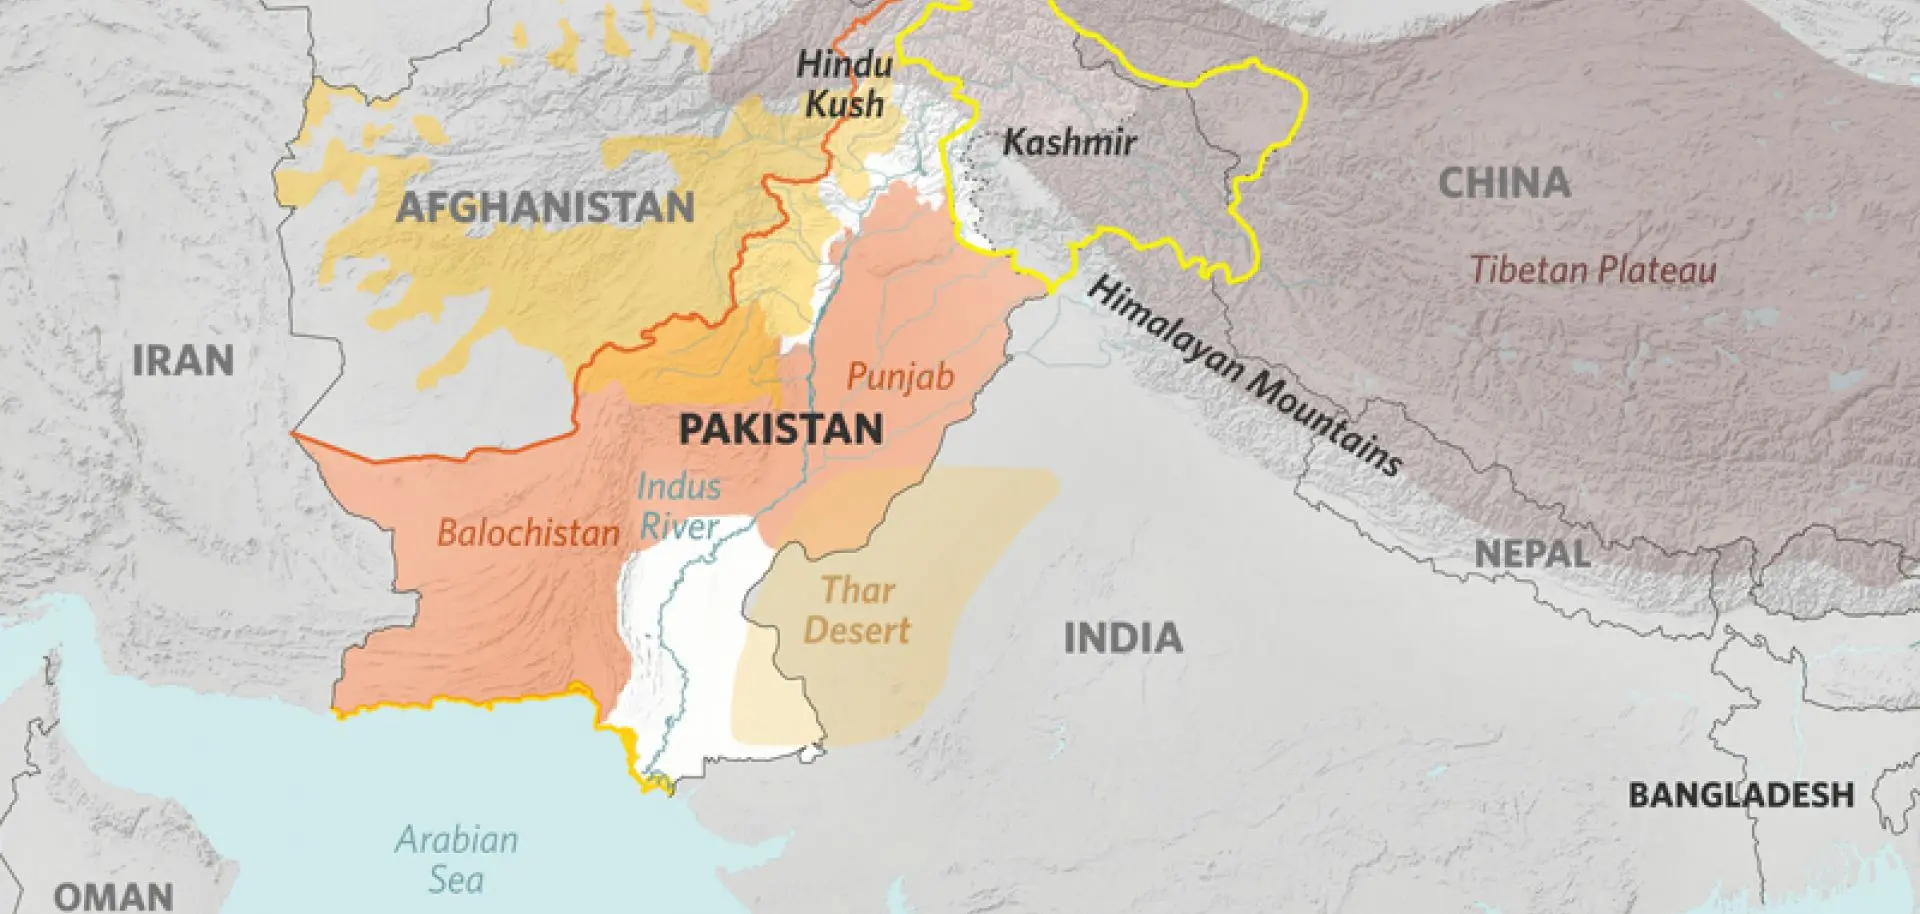 Hindu
Kush
Kashmir
CHINA
AFGHANISTAN
Tibetan Plateau
Himalayan Mountains
IRAN
Punjab
PAKISTAN
Indus
River
Balochistan
NEPAL
Thar
Desert
INDIA
BANGLADESH
Arabian
Sea
OMAN